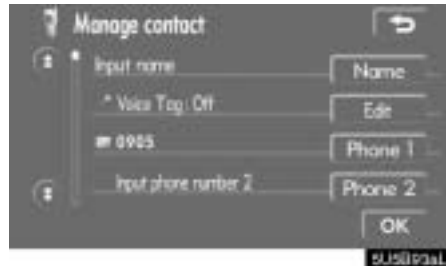 Manage contact
Input name
Name
* Voice Tag: Off
Edit
0905
Phone 1
Input phone number 2
Phone 2
OK